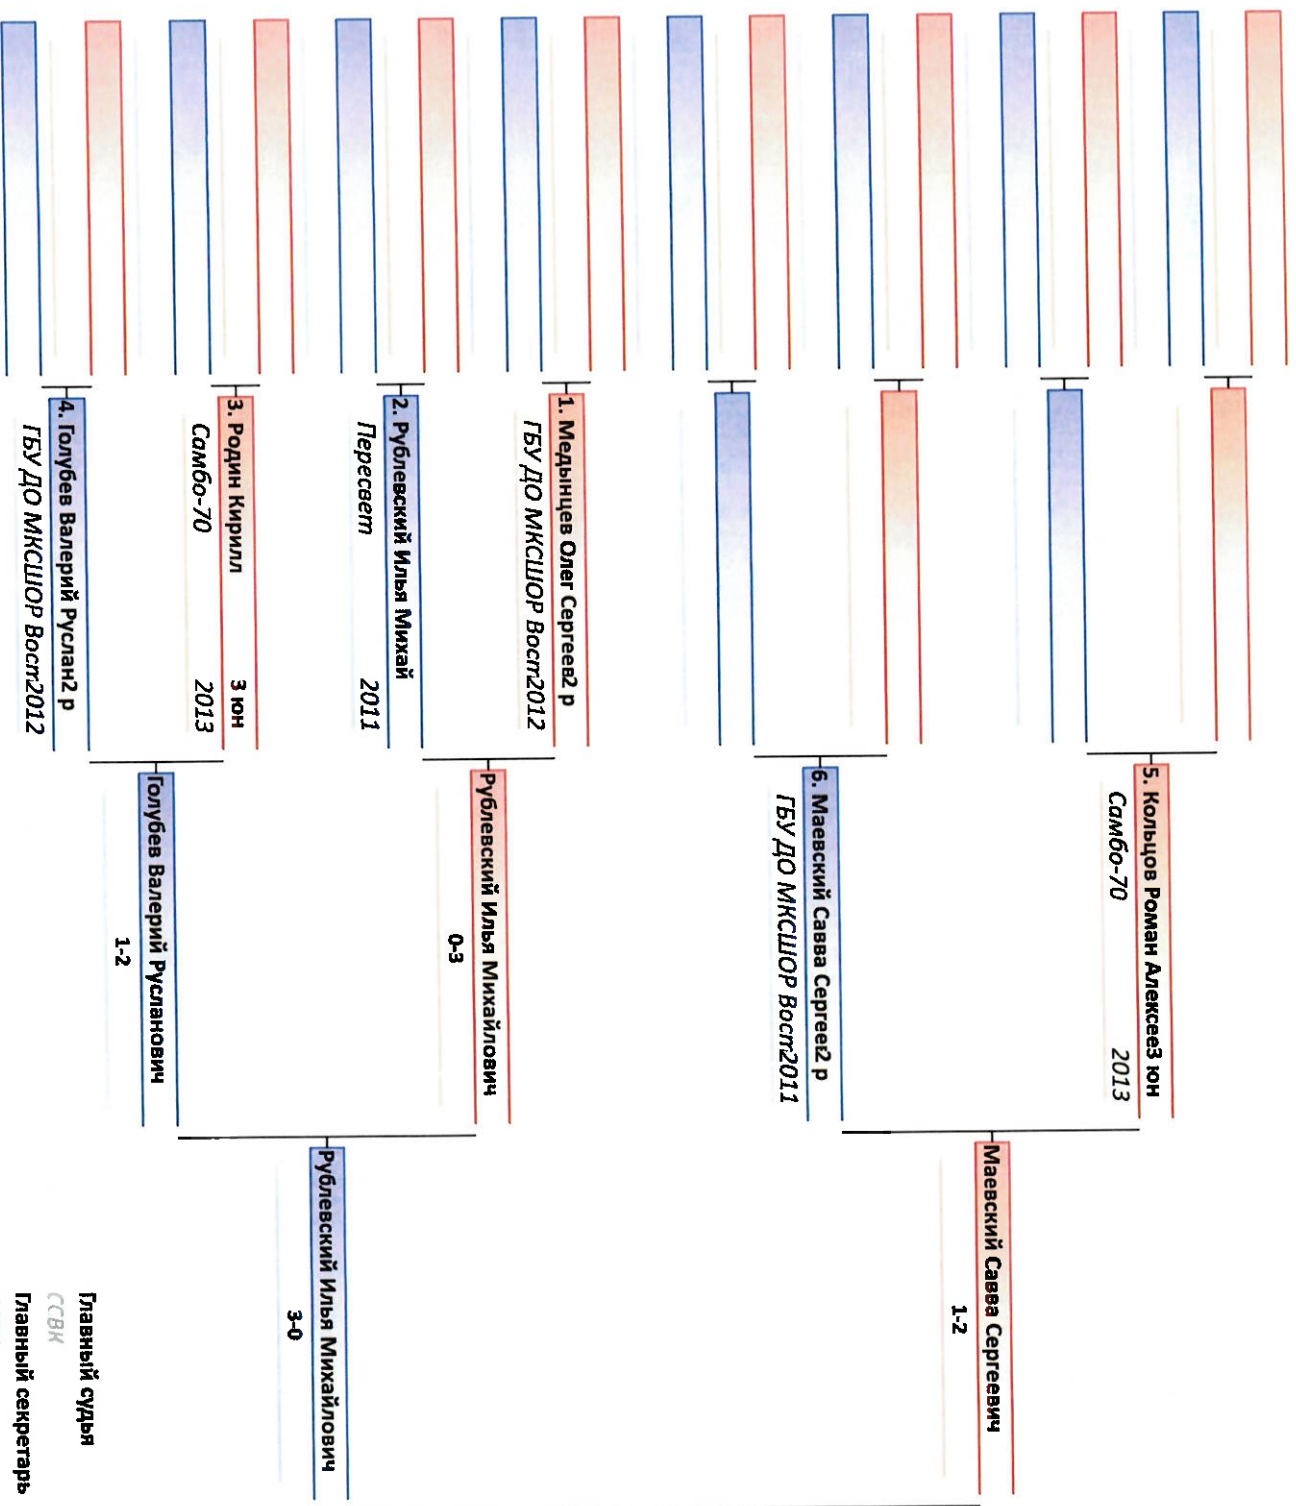 5. Кольцов Роман Алексее3 юн
Самбо-70 2013
6. Маевский Савва Сергеев2 р
ГБУ ДО МКСШОР Вост2011
1. Медынцев Олег Сергеев2 р
ГБУ ДО МКСШОР Вост2012
2. Рублевский Илья Михай
Пересвет 2011
3. Родин Кирилл 3 юн
Самбо-70 2013
4. Голубев Валерий Руслан2 р
ГБУ ДО МКСШОР Вост2012
Рублевский Илья Михайлович
0-3
Голубев Валерий Русланович
1-2
Маевский Савва Сергеевич
1-2
Рублевский Илья Михайлович
3-0
Главный судья
ССВК
Главный секретарь